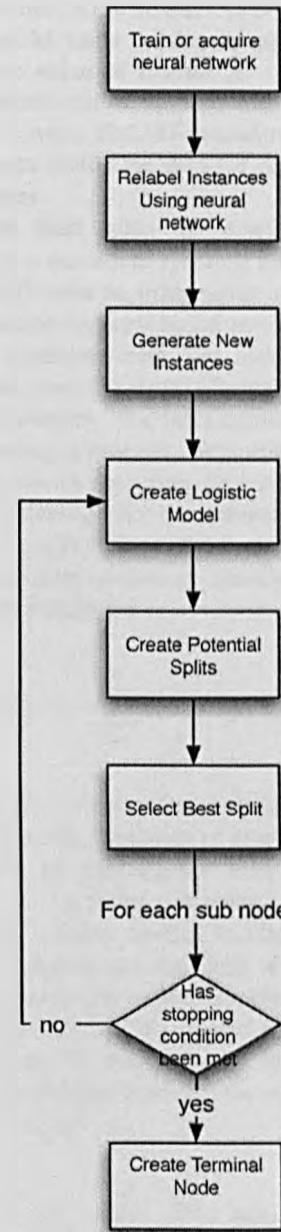 Train or acquire
neural network
Relabel Instances
Using neural
network
Generate New
Instances
Create Logistic
Model
Create Potential
Splits
Select Best Split
For each sub node
Has
stopping
condition
been met
no
yes
Create Terminal
Node